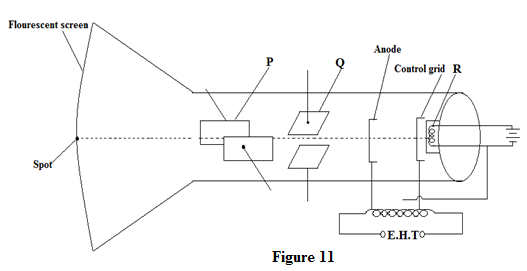 Flourescent screen
P
Q
Anode
Control grid R
Spot
E.H.T
Figure 11